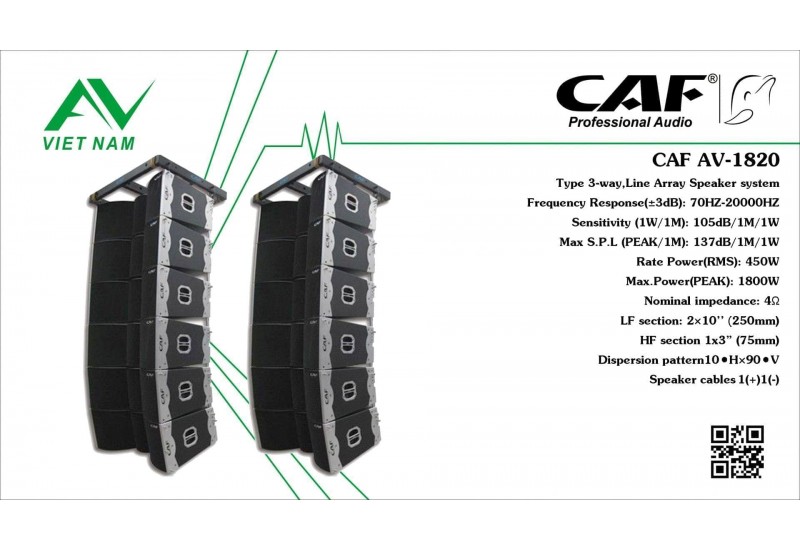 AV
VIET NAM
CAF®
Professional Audio
CAF AV-1820
Type 3-way,Line Array Speaker system
Frequency Response(±3dB): 70HZ-20000HZ
Sensitivity (1W/1M): 105dB/1M/1W
Max S.P.L (PEAK/1M): 137dB/1M/1W
Rate Power(RMS): 450W
Max.Power(PEAK): 1800W
Nominal impedance: 4Ω
LF section: 2×10’’ (250mm)
HF section 1x3” (75mm)
Dispersion pattern10●H×90●V
Speaker cables 1(+)1(-)
CAF
CAF